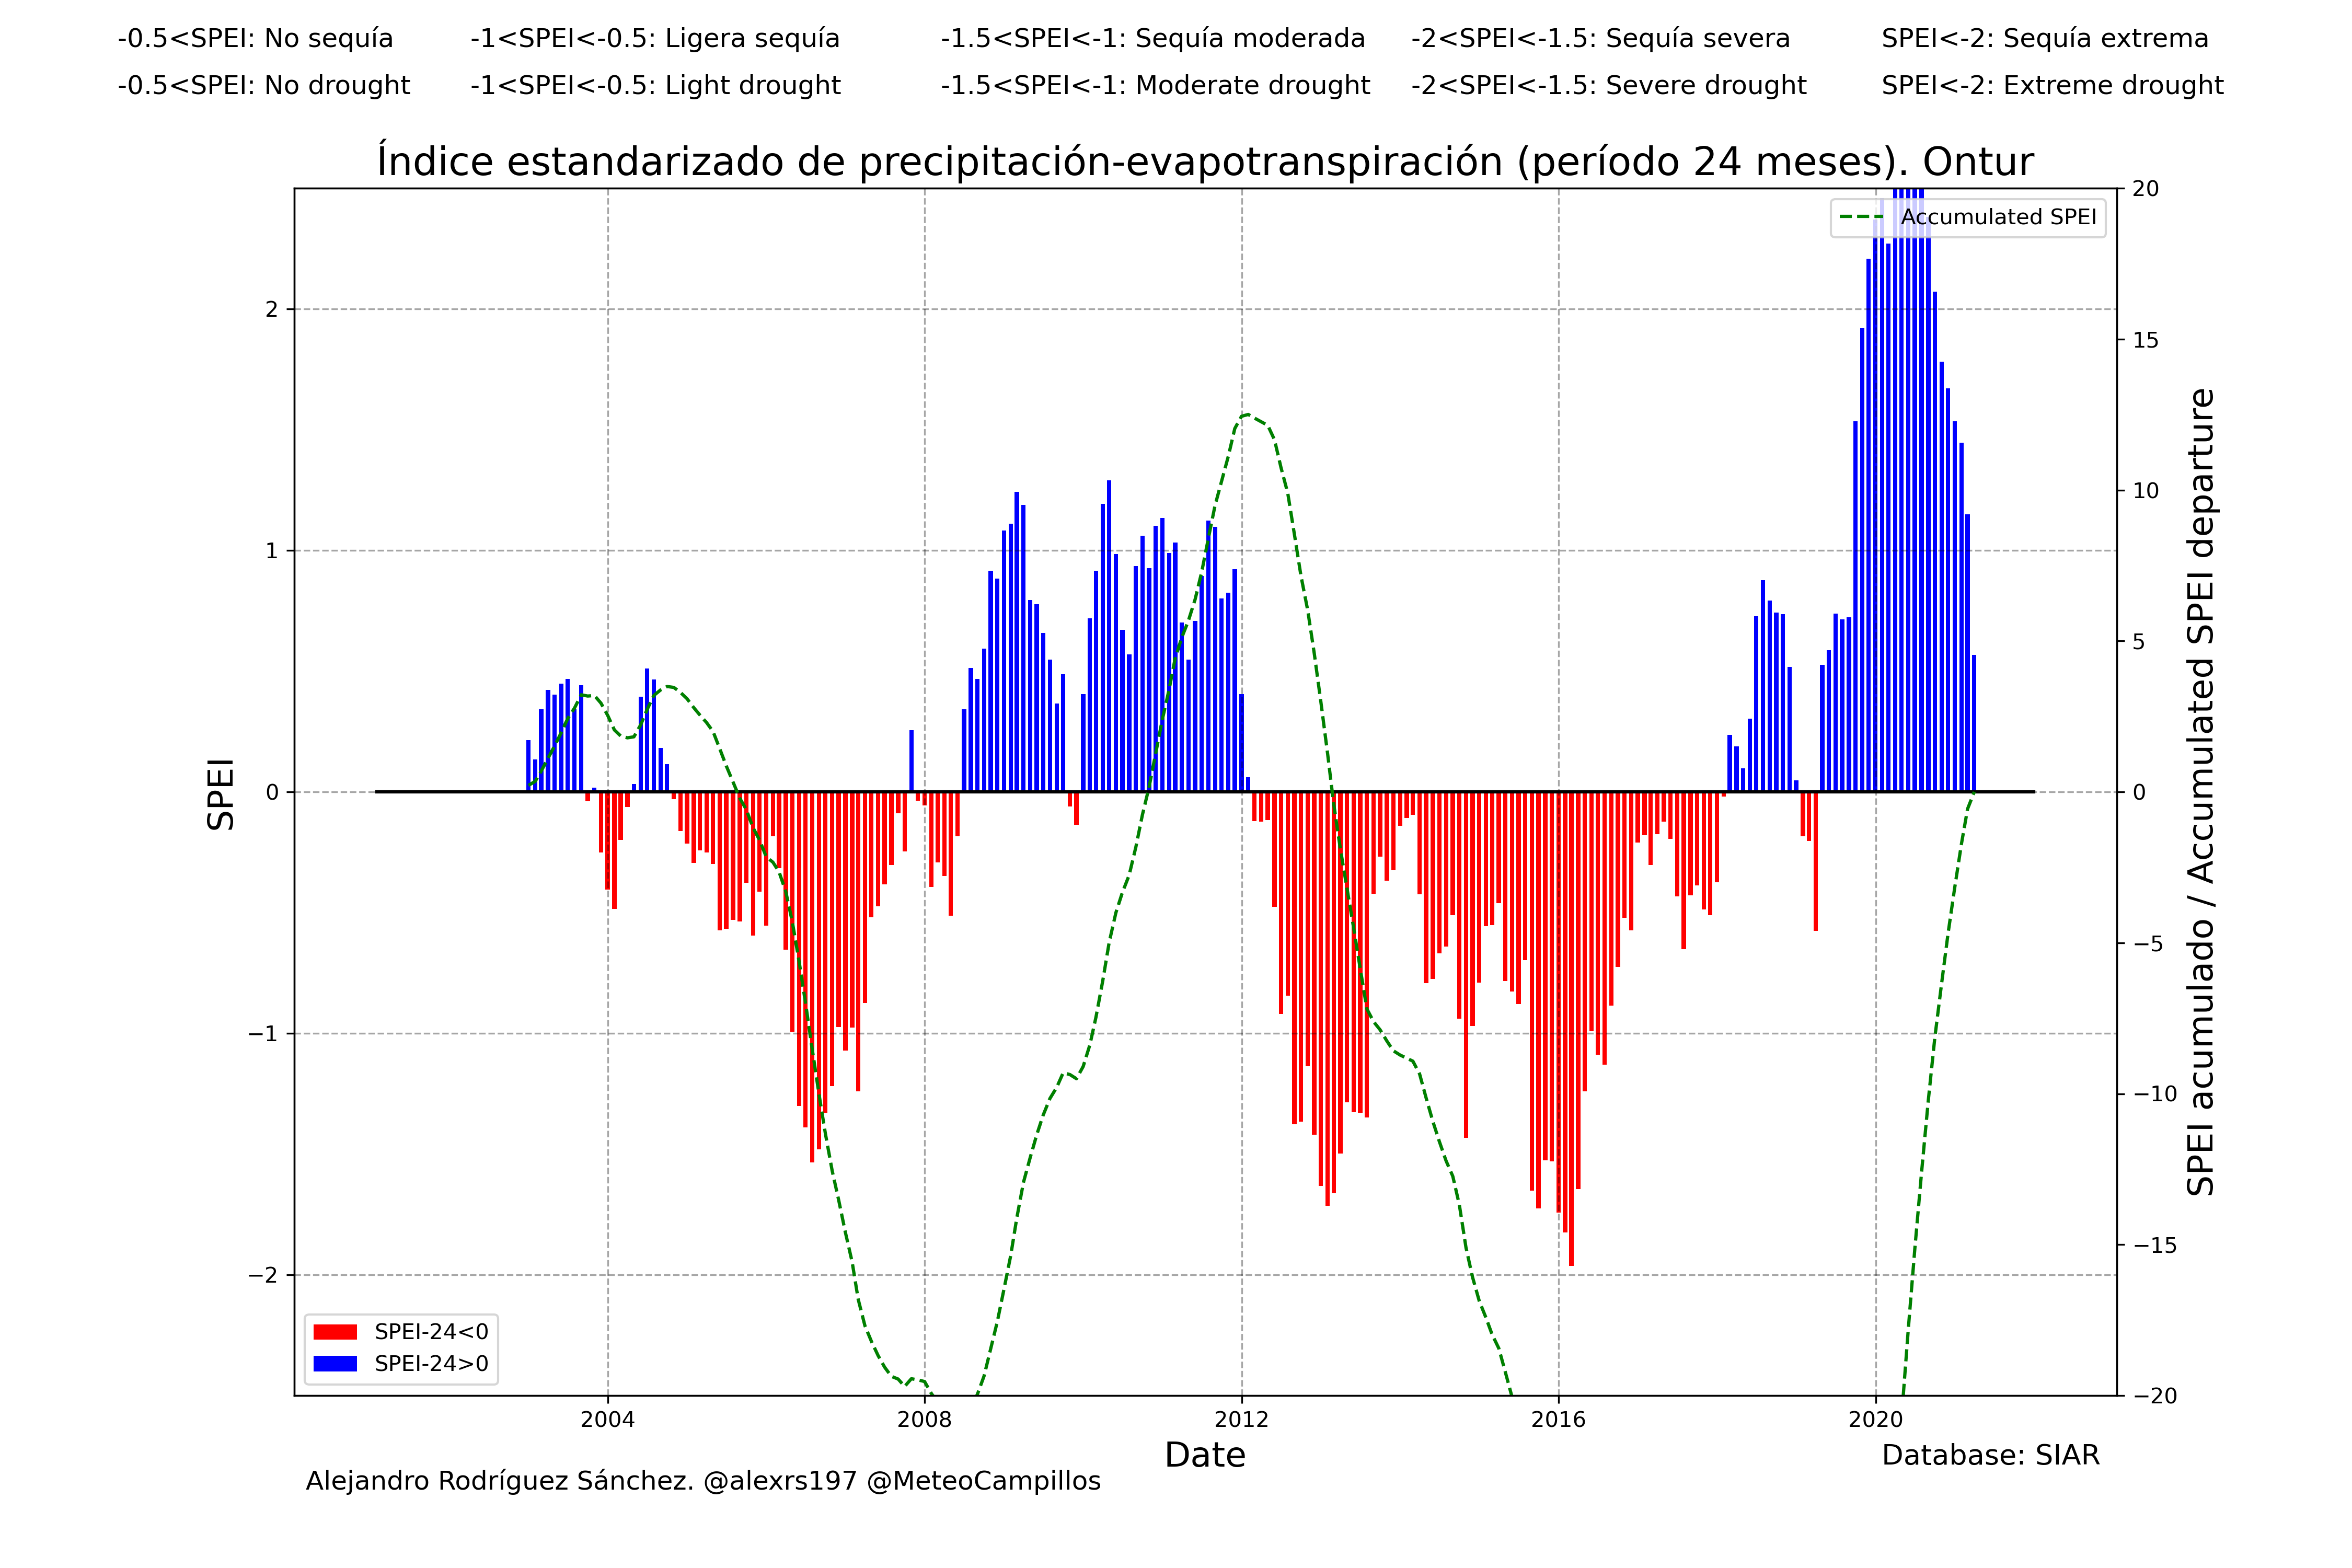 -0.5<SPEI: No sequía -1<SPEI<-0.5: Ligera sequía -1.5<SPEI<-1: Sequía moderada -2<SPEI<-1.5: Sequía severa SPEI<-2: Sequía extrema
-0.5<SPEI: No drought -1<SPEI<-0.5: Light drought -1.5<SPEI<-1: Moderate drought -2<SPEI<-1.5: Severe drought SPEI<-2: Extreme drought
Índice estandarizado de precipitación-evapotranspiración (período 24 meses). Ontur
Accumulated SPEI
2
1
0
−1
−2
SPEI
20
15
10
5
0
−5
−10
−15
−20
SPEI acumulado / Accumulated SPEI departure
SPEI-24<0
SPEI-24>0
2004 2008 2012 2016 2020
Date
Database: SIAR
Alejandro Rodríguez Sánchez. @alexrs197 @MeteoCampillos